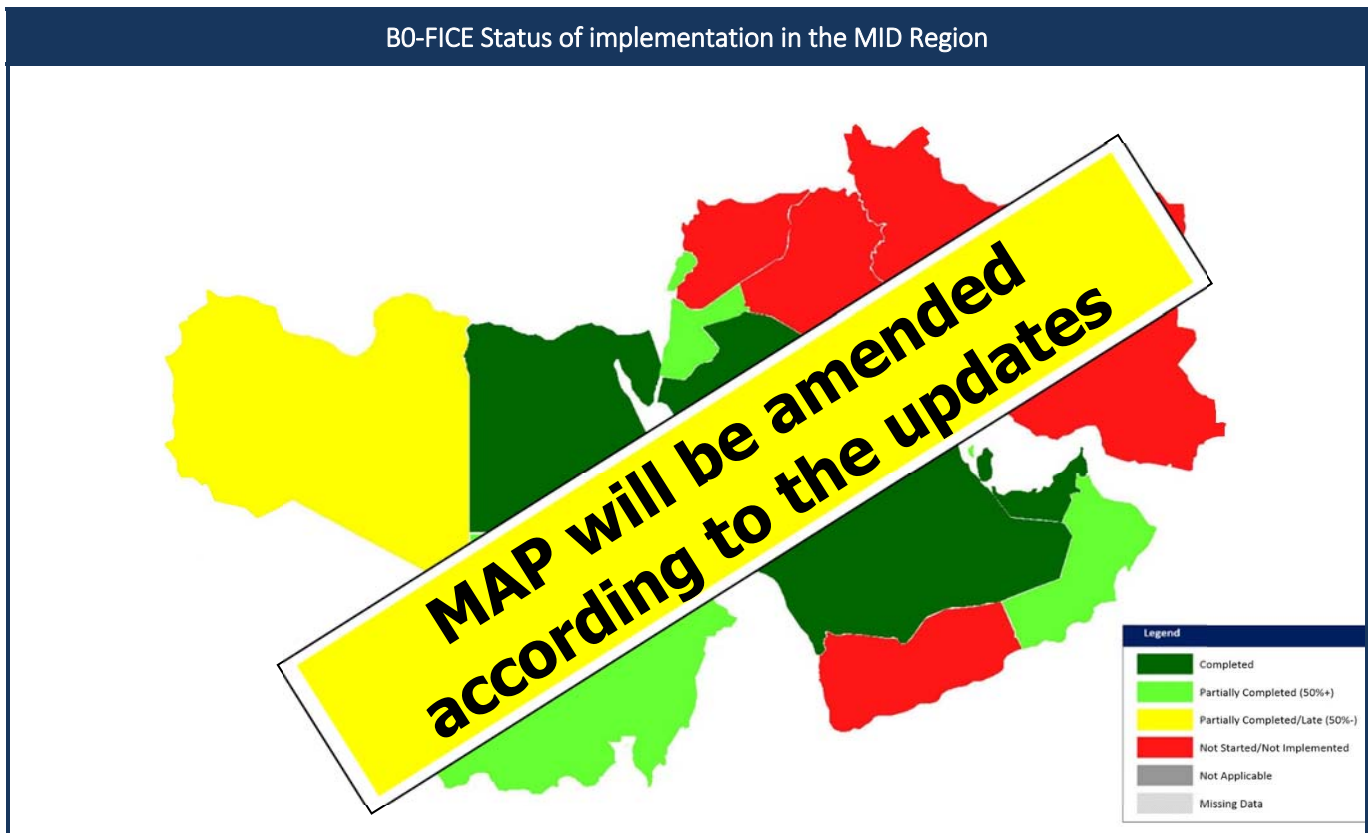 B0-FICE Status of implementation in the MID Region
MAP will be amended
according to the updates
Legend
Completed
Partially Completed (50%+)
Partially Completed/Late (50%-)
Not Started/Not Implemented
Not Applicable
Missing Data